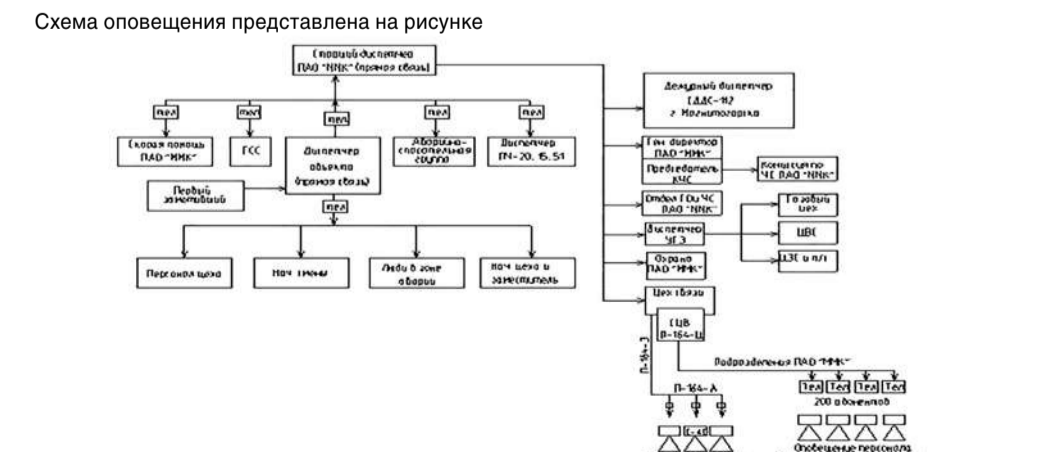 Схема оповещения представлена на рисунке
Старший диспетчер
ПАО "ММК" (прямая связь)
Дежурный диспетчер
ЕДДС-112
г. Магнитогорска
тел
тел
тел
тел
тел
Скорая помощь
ПАО "ММК"
ГСС
Диспетчер
объекта
(прямая связь)
Аварийно-
спасательная
группа
Диспетчер
ПЧ-20, 15, 51
Ген. директор
ПАО "ММК"
Председатель
КЧС
Комиссия по
ЧС ПАО "ММК"
Первый
заметивший
Отдел ГО и ЧС
ПАО "ММК"
Газовый
цех
тел
Диспетчер
УГЭ
ЦВС
Охрана
ПАО "ММК"
Персонал цеха
Нач. смены
Люди в зоне
аварии
Нач. цеха и
заместитель
Цех связи
СЦВ
П-164-Ц
П-164-А
Подразделения ПАО "ММК"
Тел
Тел
Тел
Тел
200 абонентов
Оповещение персонала